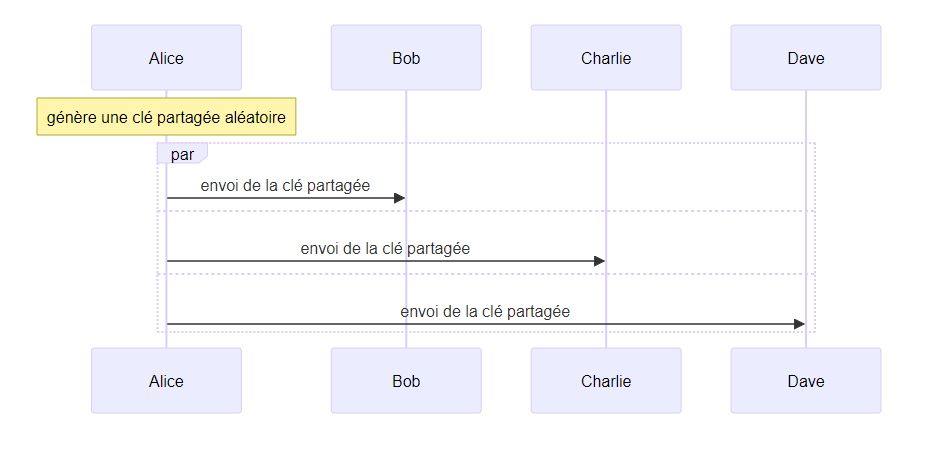 Alice
Bob
Charlie
Dave
génère une clé partagée aléatoire
par
envoi de la clé partagée
envoi de la clé partagée
envoi de la clé partagée
Alice
Bob
Charlie
Dave